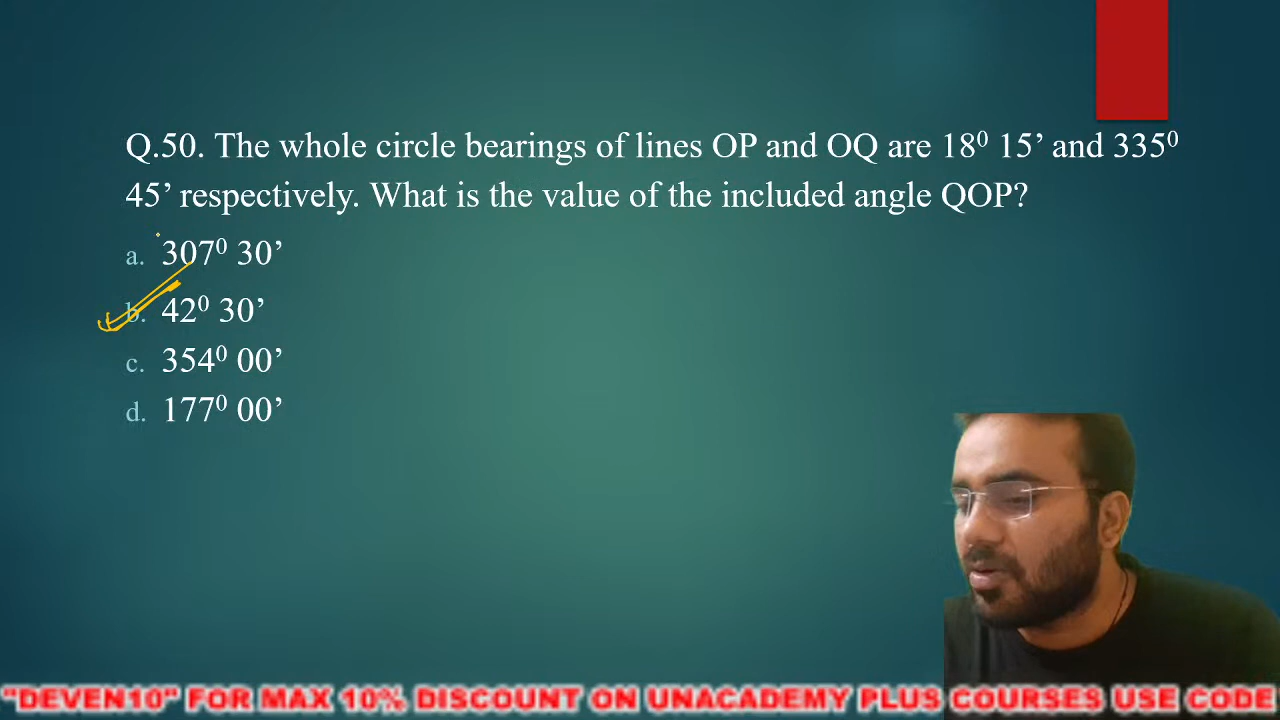 Q.50. The whole circle bearings of lines OP and OQ are 18⁰ 15’ and 335⁰
45’ respectively. What is the value of the included angle QOP?
a. 307⁰ 30’
b. 42⁰ 30’
c. 354⁰ 00’
d. 177⁰ 00’
"DEVEN10" FOR MAX 10% DISCOUNT ON UNACADEMY PLUS COURSES USE CODE